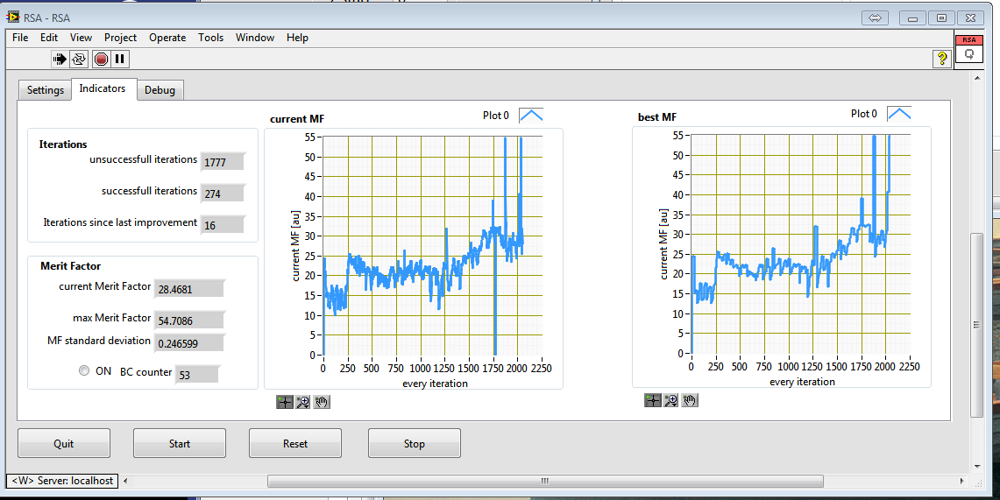 RSA - RSA
File Edit View Project Operate Tools Window Help
RSA
?
Settings Indicators Debug
Iterations
unsuccessfull iterations 1777
successfull iterations 274
Iterations since last improvement 16
Merit Factor
current Merit Factor 28.4681
max Merit Factor 54.7086
MF standard deviation 0.246599
ON BC counter 53
current MF Plot 0
current MF [au]
55
50
45
40
35
30
25
20
15
10
5
0
0 250 500 750 1000 1250 1500 1750 2000 2250
every iteration
best MF Plot 0
current MF [au]
55
50
45
40
35
30
25
20
15
10
5
0
0 250 500 750 1000 1250 1500 1750 2000 2250
every iteration
Quit Start Reset Stop
<W> Server: localhost